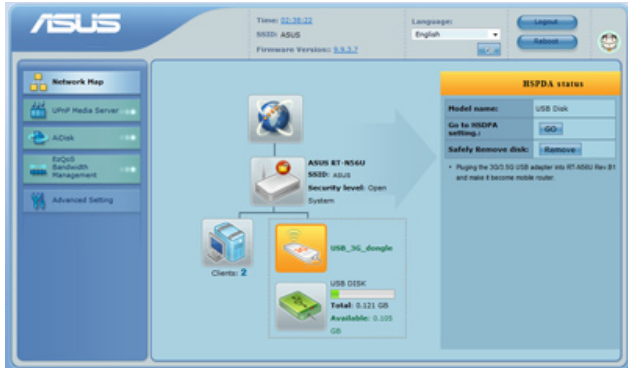 ASUS
Time: 02:38:22
SSID: ASUS
Firmware Version: 9.9.3.7
Language:
English
Logout
Reboot
Network Map
UPnP Media Server
AiDisk
EzQoS
Bandwidth
Management
Advanced Setting
ASUS RT-N56U
SSID: ASUS
Security level: Open
System
Clients: 2
USB_3G_dongle
USB DISK
Total: 0.121 GB
Available: 0.105
GB
HSPDA status
Model name: USB Disk
Go to HSDPA
setting.: GO
Safely Remove disk: Remove
Pluging the 3G/3.5G USB adapter into RT-N56U Rev B1
and make it become mobile router.